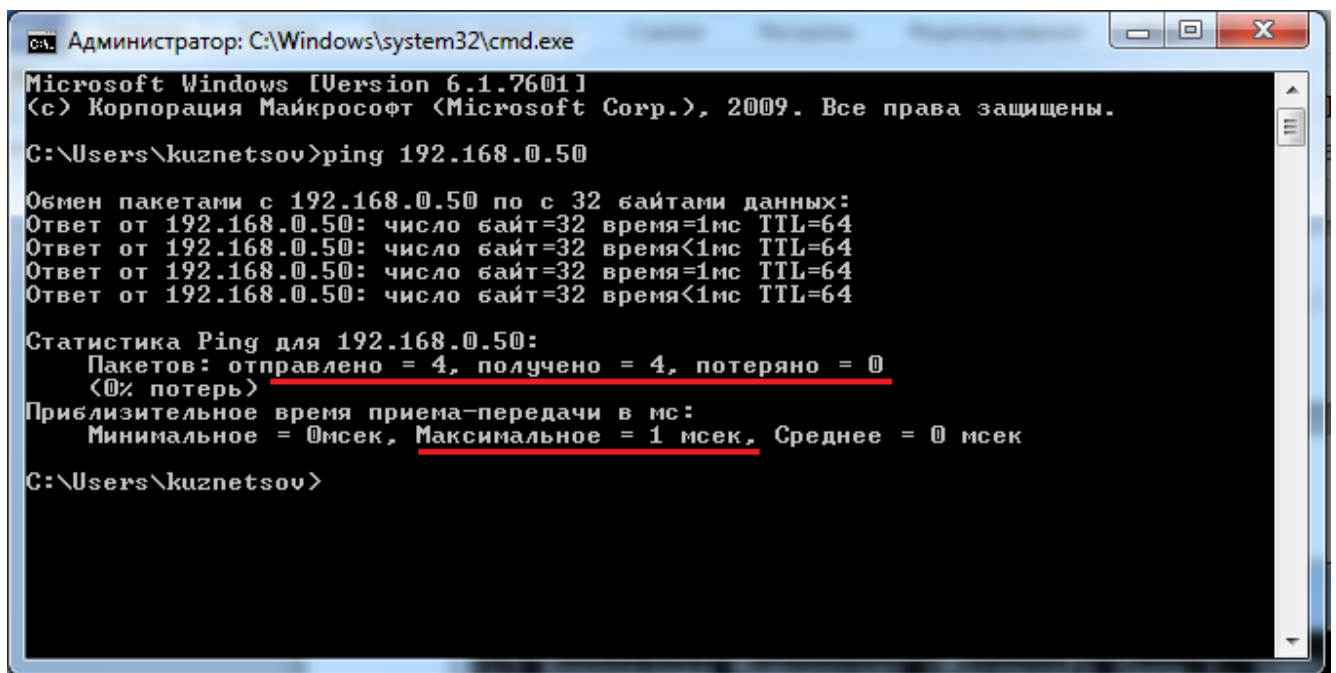 Администратор: C:\Windows\system32\cmd.exe
Microsoft Windows [Version 6.1.7601]
(c) Корпорация Майкрософт (Microsoft Corp.), 2009. Все права защищены.
C:\Users\kuznetsov>ping 192.168.0.50
Обмен пакетами с 192.168.0.50 по с 32 байтами данных:
Ответ от 192.168.0.50: число байт=32 время=1мс TTL=64
Ответ от 192.168.0.50: число байт=32 время<1мс TTL=64
Ответ от 192.168.0.50: число байт=32 время=1мс TTL=64
Ответ от 192.168.0.50: число байт=32 время<1мс TTL=64
Статистика Ping для 192.168.0.50:
Пакетов: отправлено = 4, получено = 4, потеряно = 0
(0% потерь)
Приблизительное время приема-передачи в мс:
Минимальное = 0мсек, Максимальное = 1 мсек, Среднее = 0 мсек
C:\Users\kuznetsov>